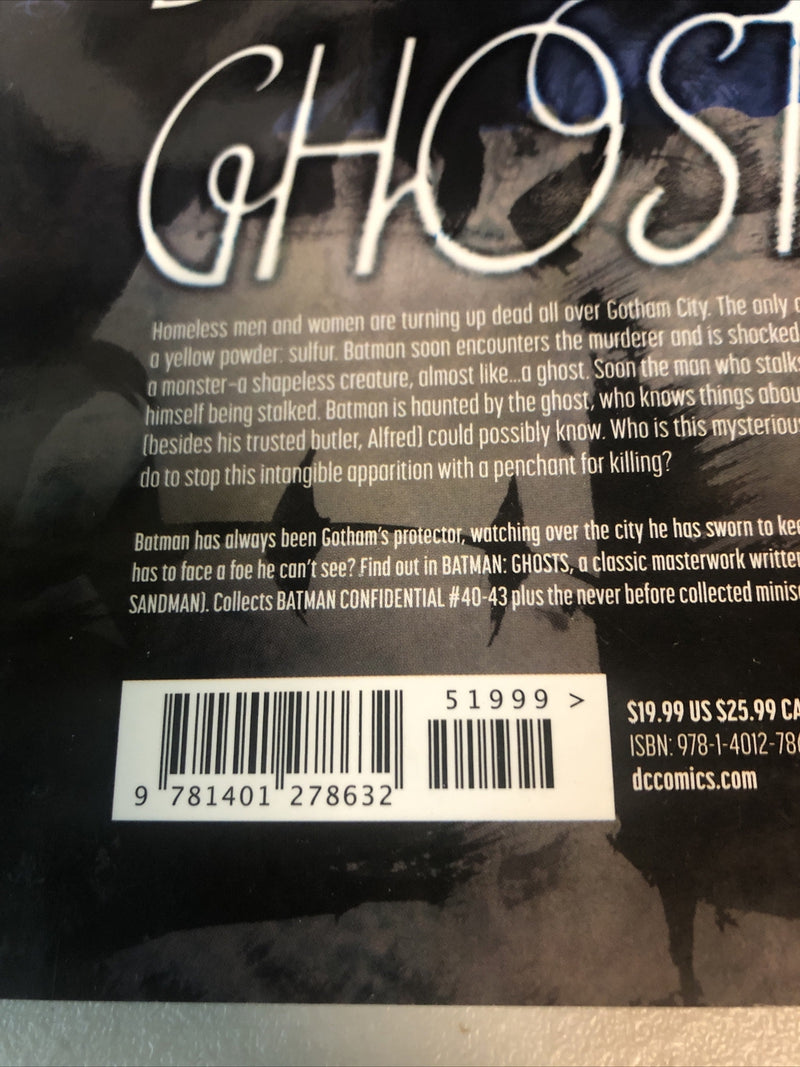 GHOST
Homeless men and women are turning up dead all over Gotham City. The only
a yellow powder: sulfur. Batman soon encounters the murderer and is shocked
a monster–a shapeless creature, almost like...a ghost. Soon the man who stalks
himself being stalked. Batman is haunted by the ghost, who knows things abou
(besides his trusted butler, Alfred) could possibly know. Who is this mysterious
do to stop this intangible apparition with a penchant for killing?
Batman has always been Gotham's protector, watching over the city he has sworn to kee
has to face a foe he can't see? Find out in BATMAN: GHOSTS, a classic masterwork writte
SANDMAN). Collects BATMAN CONFIDENTIAL #40-43 plus the never before collected minis
51999 >
9 781401 278632
$19.99 US $25.99 CA
ISBN: 978-1-4012-78
dccomics.com